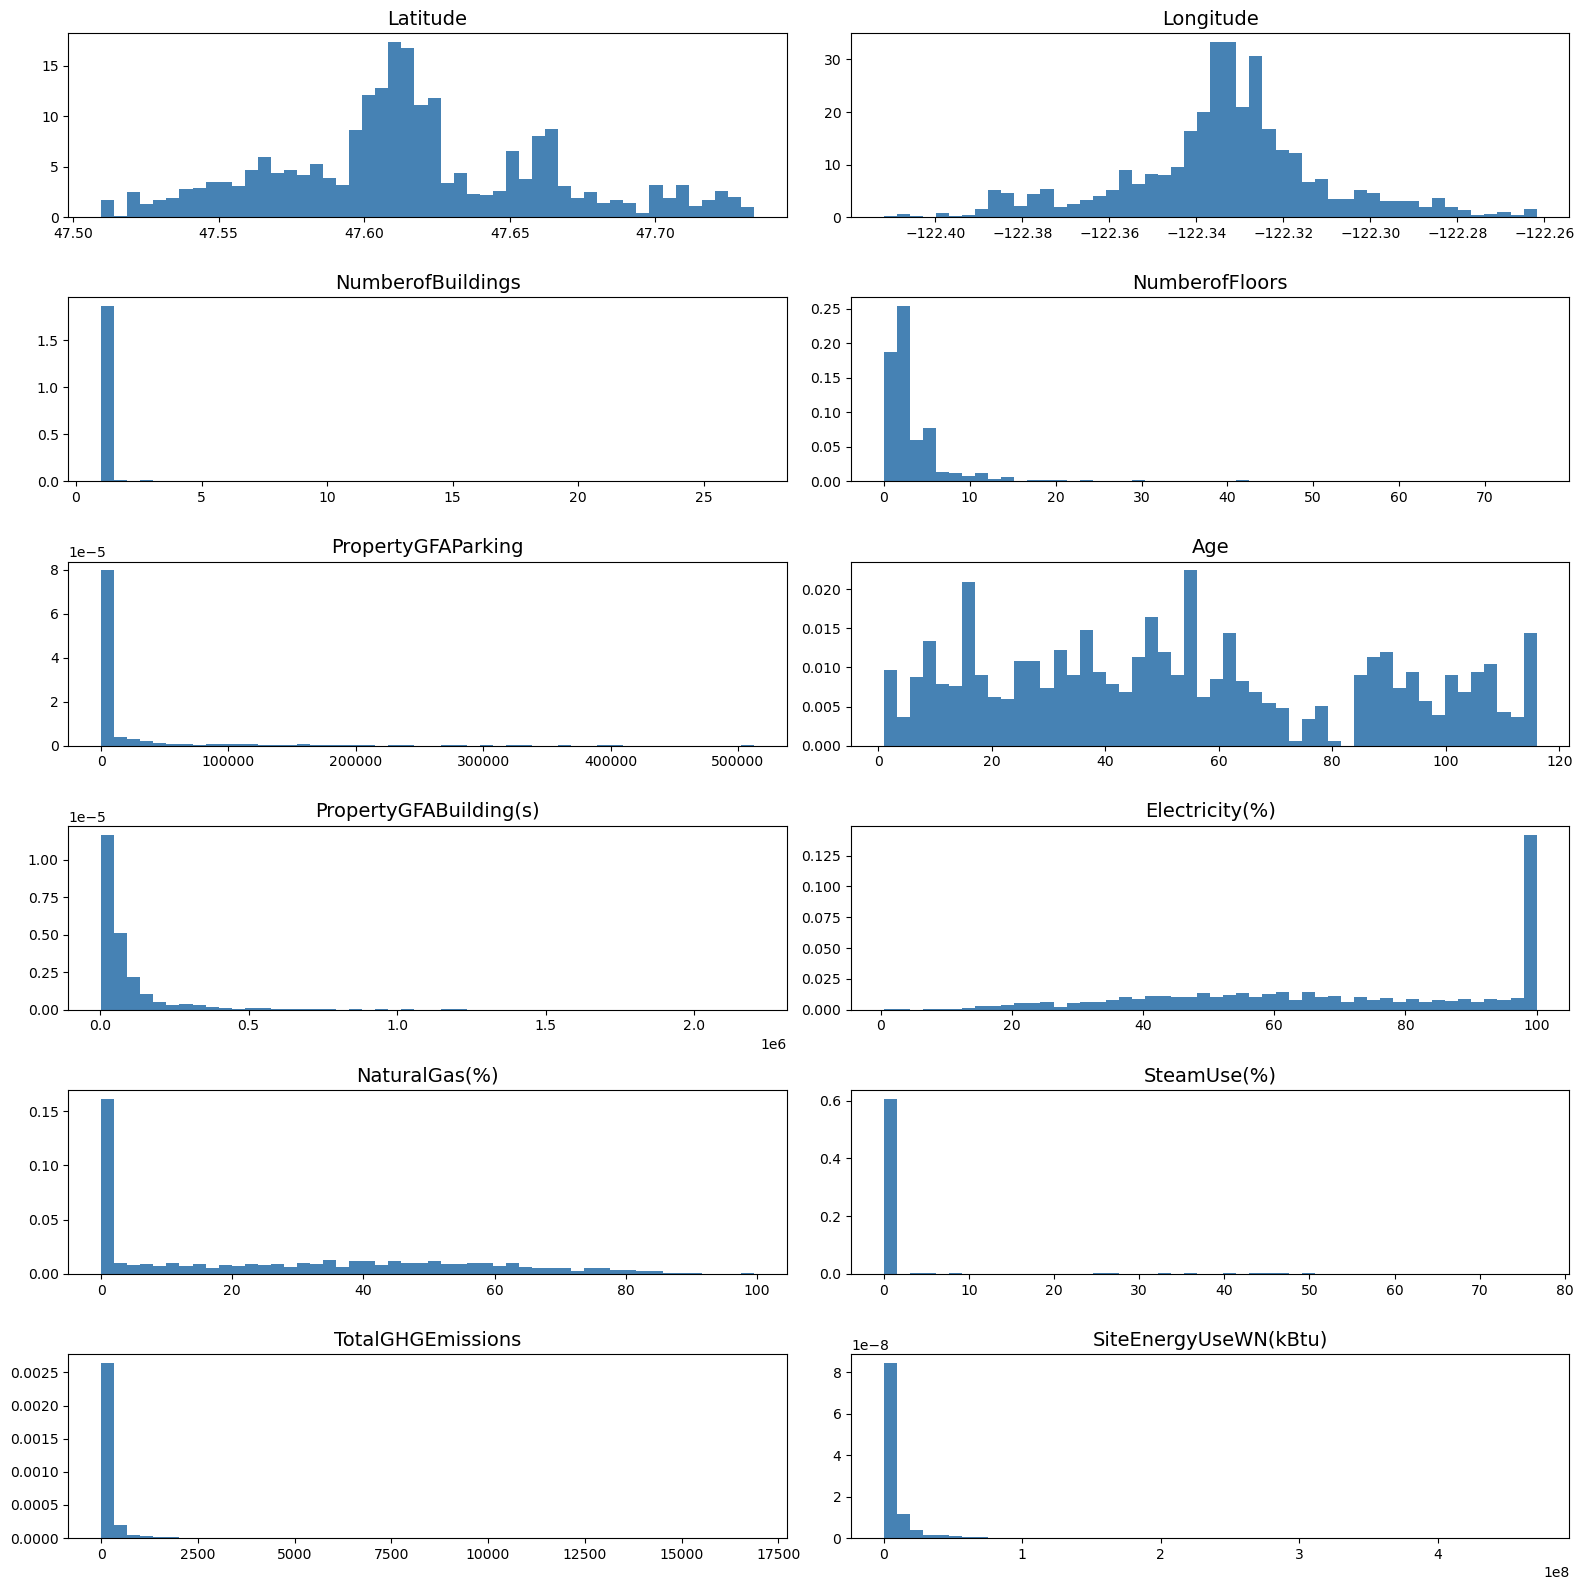 Latitude
15
10
5
0
47.50 47.55 47.60 47.65 47.70
Longitude
30
20
10
0
−122.40 −122.38 −122.36 −122.34 −122.32 −122.30 −122.28 −122.26
NumberofBuildings
1.5
1.0
0.5
0.0
0 5 10 15 20 25
NumberofFloors
0.25
0.20
0.15
0.10
0.05
0.00
0 10 20 30 40 50 60 70
PropertyGFAParking
1e−5
8
6
4
2
0
0 100000 200000 300000 400000 500000
Age
0.020
0.015
0.010
0.005
0.000
0 20 40 60 80 100 120
PropertyGFABuilding(s)
1e−5
1.00
0.75
0.50
0.25
0.00
0.0 0.5 1.0 1.5 2.0
1e6
Electricity(%)
0.125
0.100
0.075
0.050
0.025
0.000
0 20 40 60 80 100
NaturalGas(%)
0.15
0.10
0.05
0.00
0 20 40 60 80 100
SteamUse(%)
0.6
0.4
0.2
0.0
0 10 20 30 40 50 60 70 80
TotalGHGEmissions
0.0025
0.0020
0.0015
0.0010
0.0005
0.0000
0 2500 5000 7500 10000 12500 15000 17500
SiteEnergyUseWN(kBtu)
1e−8
8
6
4
2
0
0 1 2 3 4
1e8